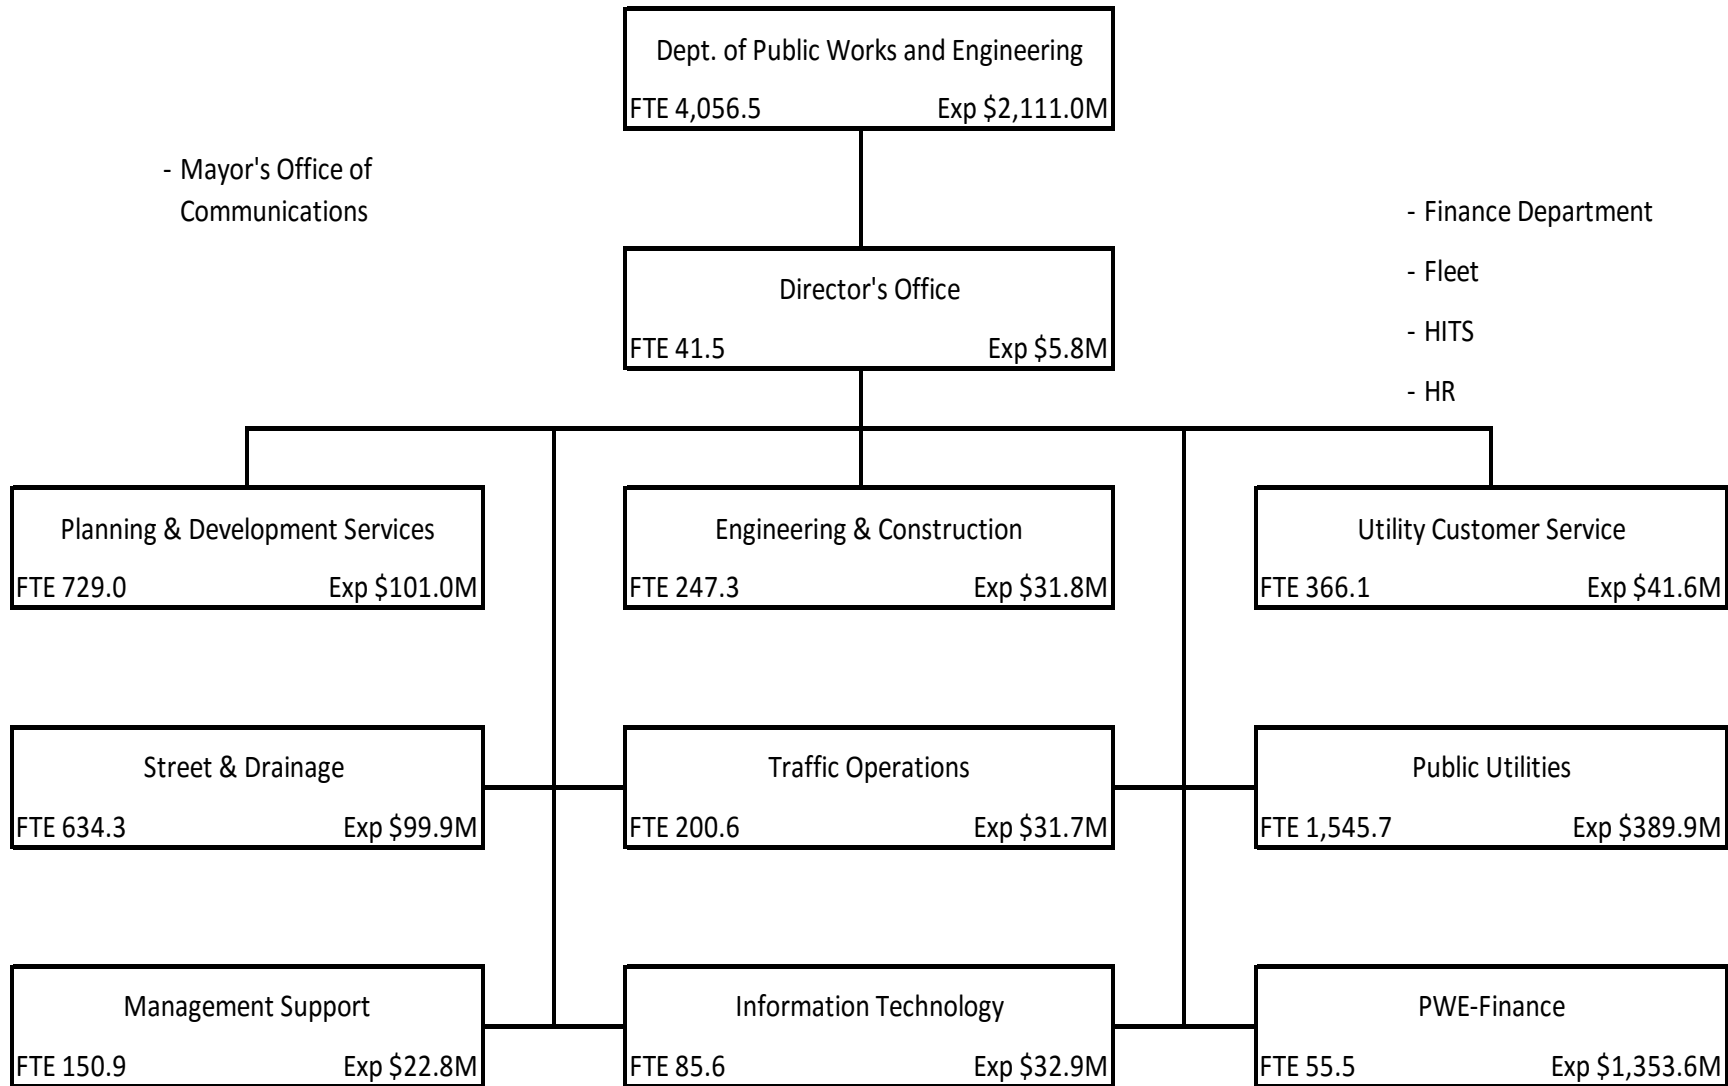 Dept. of Public Works and Engineering
FTE 4,056.5 Exp $2,111.0M
- Mayor's Office of
Communications
- Finance Department
- Fleet
- HITS
- HR
Director's Office
FTE 41.5 Exp $5.8M
Planning & Development Services
FTE 729.0 Exp $101.0M
Engineering & Construction
FTE 247.3 Exp $31.8M
Utility Customer Service
FTE 366.1 Exp $41.6M
Street & Drainage
FTE 634.3 Exp $99.9M
Traffic Operations
FTE 200.6 Exp $31.7M
Public Utilities
FTE 1,545.7 Exp $389.9M
Management Support
FTE 150.9 Exp $22.8M
Information Technology
FTE 85.6 Exp $32.9M
PWE-Finance
FTE 55.5 Exp $1,353.6M